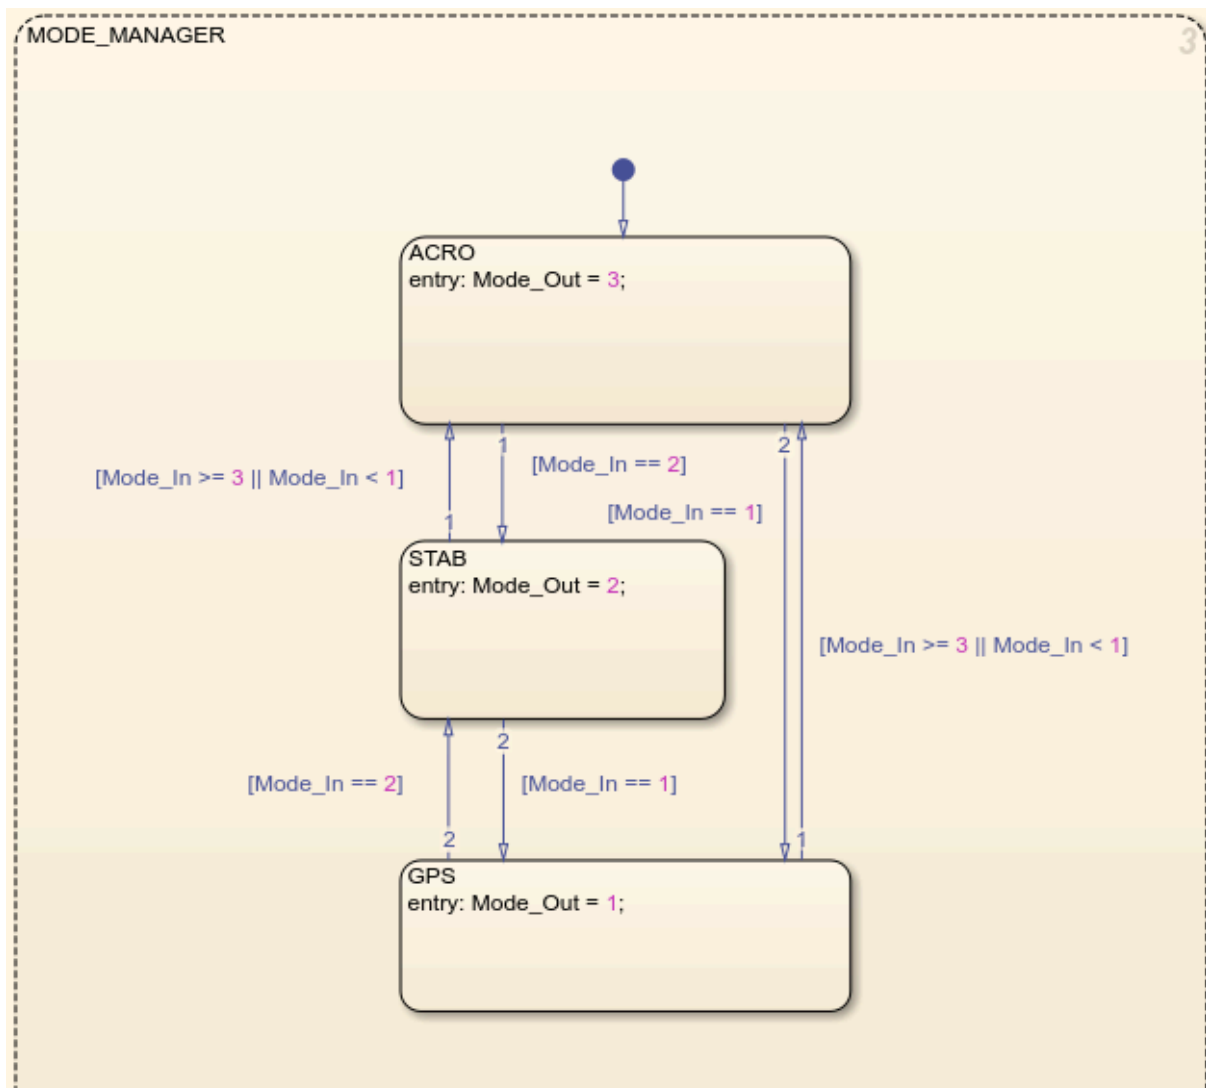 MODE_MANAGER
3
ACRO
entry: Mode_Out = 3;
1
2
[Mode_In == 2]
[Mode_In >= 3 || Mode_In < 1]
[Mode_In == 1]
1
STAB
entry: Mode_Out = 2;
[Mode_In >= 3 || Mode_In < 1]
2
[Mode_In == 2]
[Mode_In == 1]
2
1
GPS
entry: Mode_Out = 1;